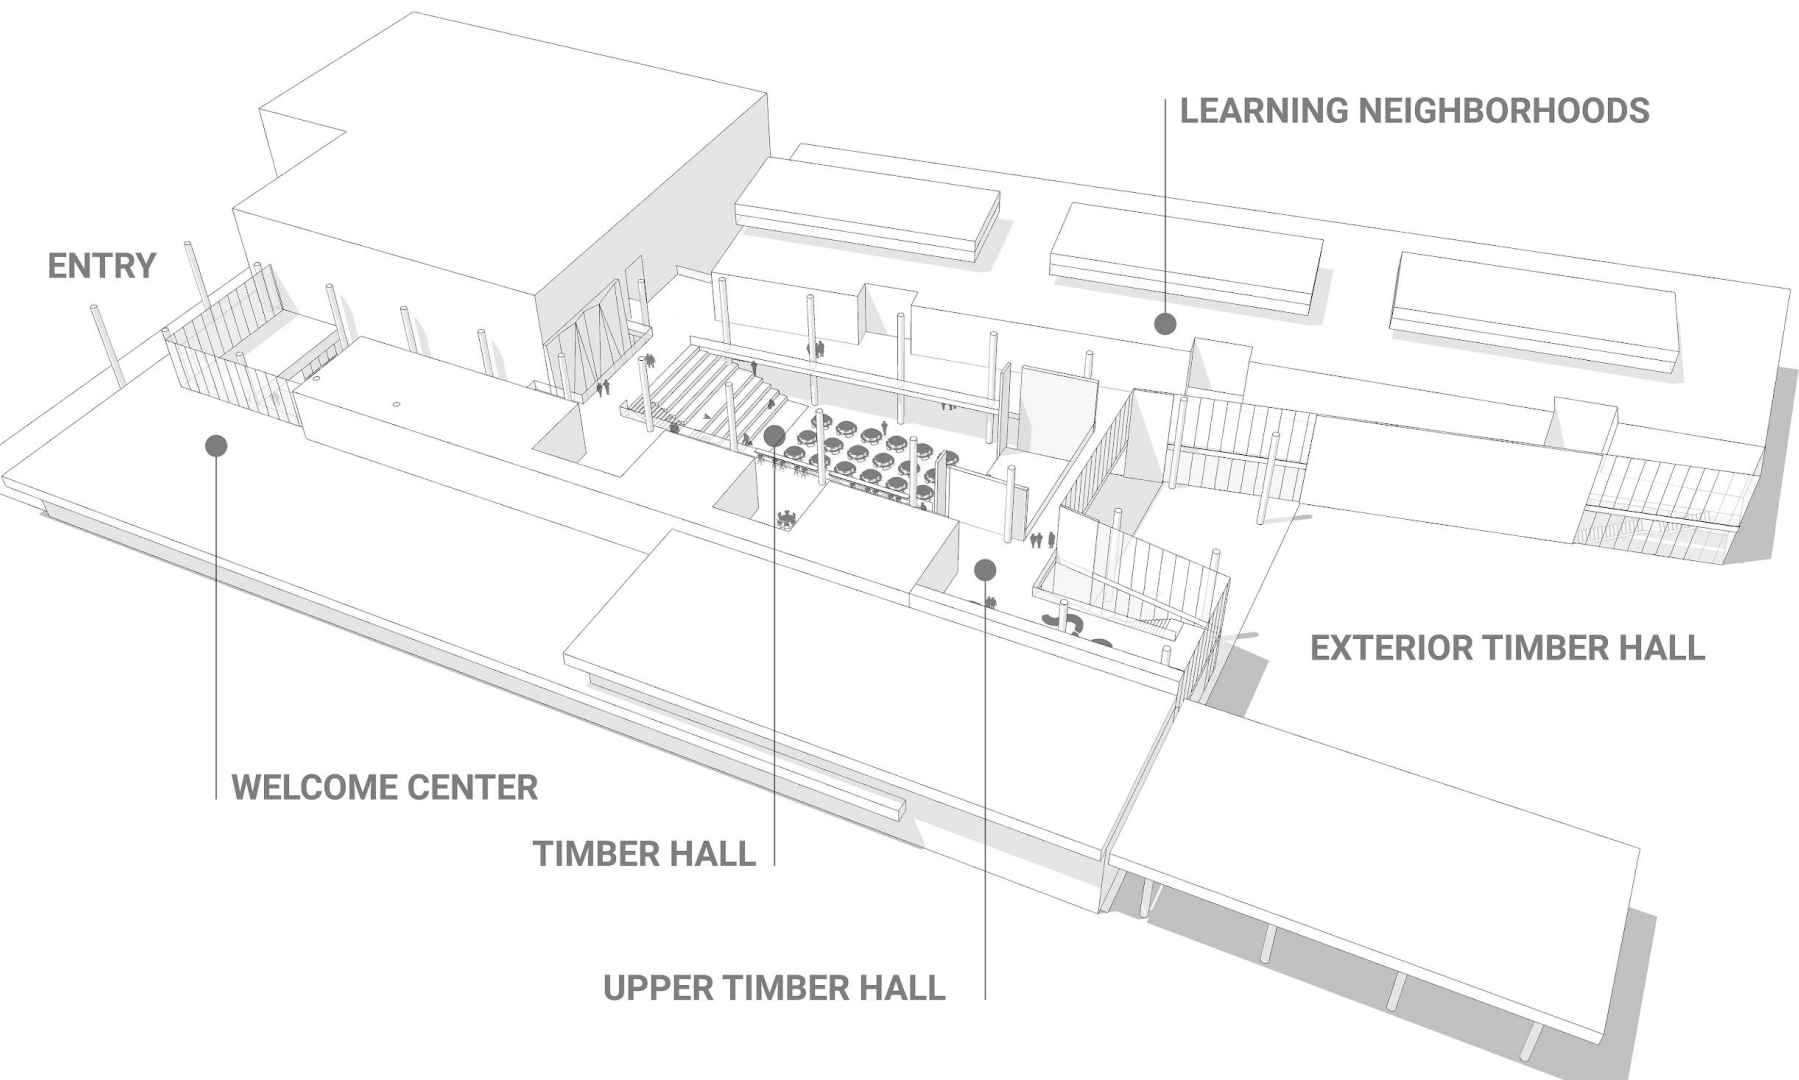 LEARNING NEIGHBORHOODS
ENTRY
EXTERIOR TIMBER HALL
WELCOME CENTER
TIMBER HALL
UPPER TIMBER HALL